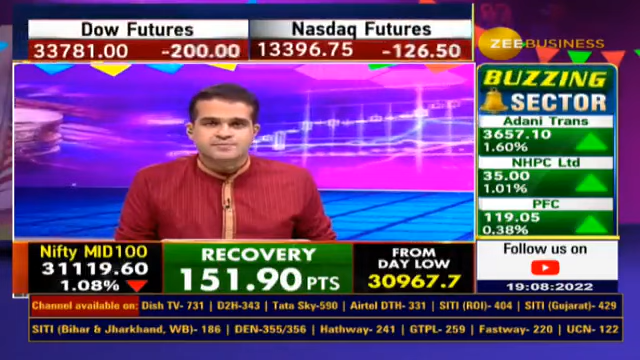 Dow Futures
33781.00 -200.00
Nasdaq Futures
13396.75 -126.50
ZEE BUSINESS
BUZZING
SECTOR
Adani Trans
3657.10
1.60%
NHPC Ltd
35.00
1.01%
PFC
119.05
0.38%
Nifty MID100
31119.60
1.08%
RECOVERY
151.90 PTS
FROM
DAY LOW
30967.7
Follow us on
19:08:2022
Channel available on: Dish TV- 731 | D2H-343 | Tata Sky-590 | Airtel DTH- 331 | SITI (ROI)- 404 | SITI (Gujarat)- 429
SITI (Bihar & Jharkhand, WB)- 186 | DEN-355/356 | Hathway- 241 | GTPL- 259 | Fastway- 220 | UCN- 122